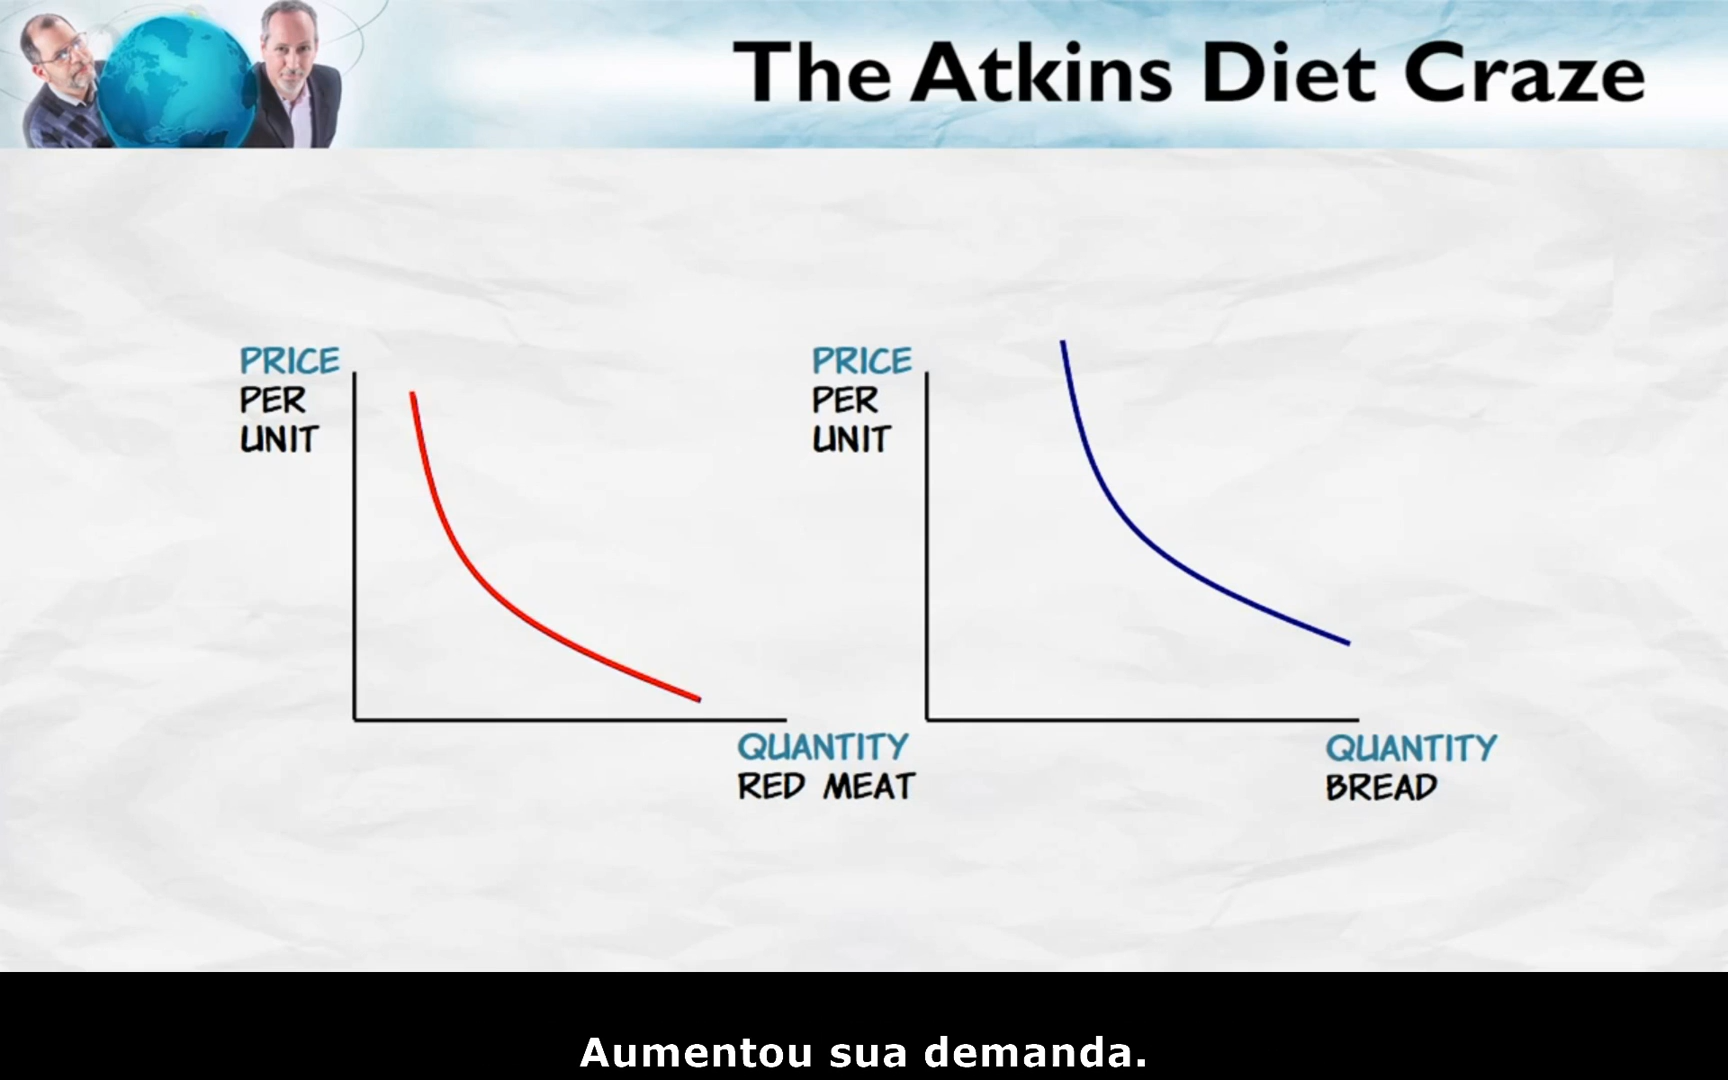 The Atkins Diet Craze
PRICE
PER
UNIT
QUANTITY
RED MEAT
PRICE
PER
UNIT
QUANTITY
BREAD
Aumentou sua demanda.